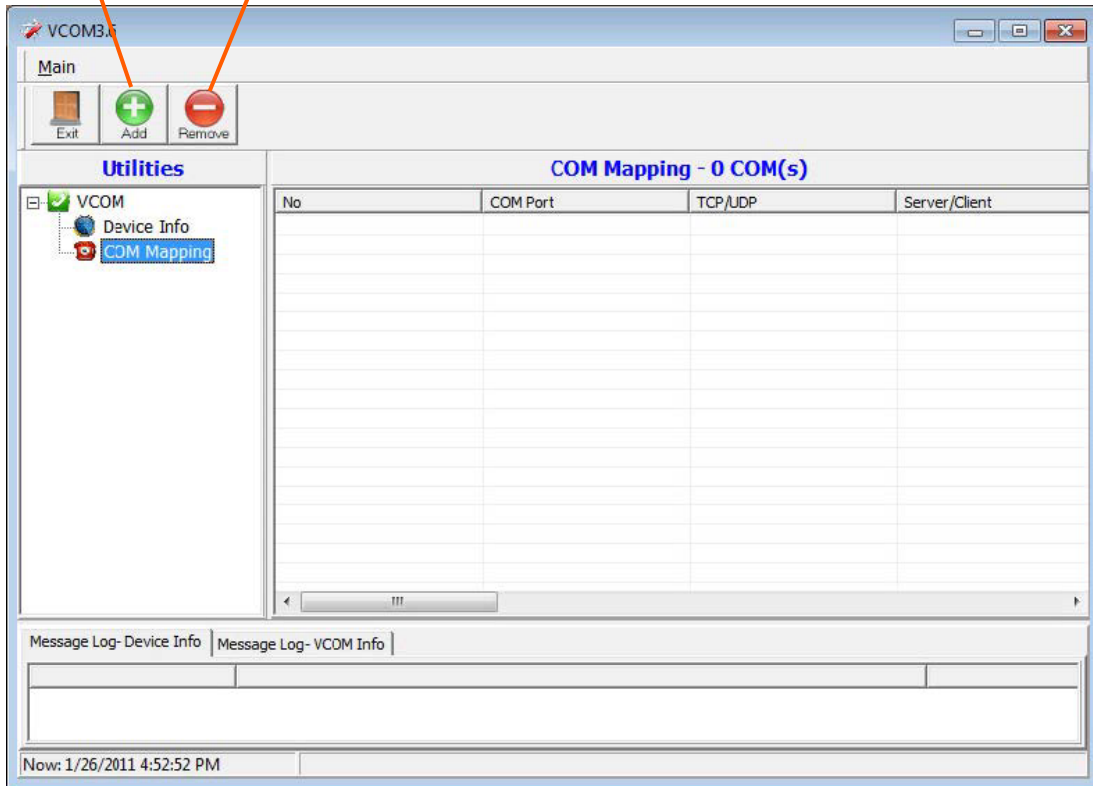 VCOM3.6
Main
Exit Add Remove
Utilities
COM Mapping - 0 COM(s)
VCOM
Device Info
COM Mapping
No COM Port TCP/UDP Server/Client
Message Log- Device Info Message Log- VCOM Info
Now: 1/26/2011 4:52:52 PM